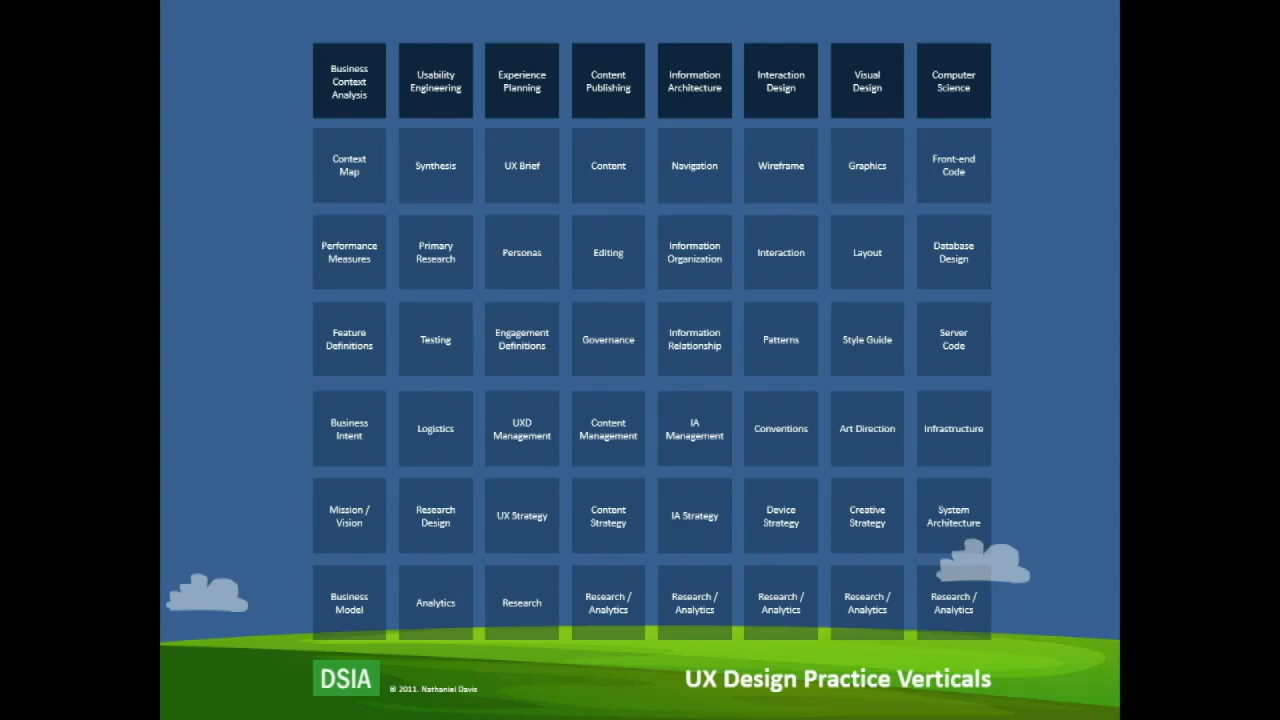 Business
Context
Analysis
Usability
Engineering
Experience
Planning
Content
Publishing
Information
Architecture
Interaction
Design
Visual
Design
Computer
Science
Context
Map
Synthesis
UX Brief
Content
Navigation
Wireframe
Graphics
Front-end
Code
Performance
Measures
Primary
Research
Personas
Editing
Information
Organization
Interaction
Layout
Database
Design
Feature
Definitions
Testing
Engagement
Definitions
Governance
Information
Relationship
Patterns
Style Guide
Server
Code
Business
Intent
Logistics
UXD
Management
Content
Management
IA
Management
Conventions
Art Direction
Infrastructure
Mission /
Vision
Research
Design
UX Strategy
Content
Strategy
IA Strategy
Device
Strategy
Creative
Strategy
System
Architecture
Business
Model
Analytics
Research
Research /
Analytics
Research /
Analytics
Research /
Analytics
Research /
Analytics
Research /
Analytics
DSIA
© 2011. Nathaniel Davis
UX Design Practice Verticals